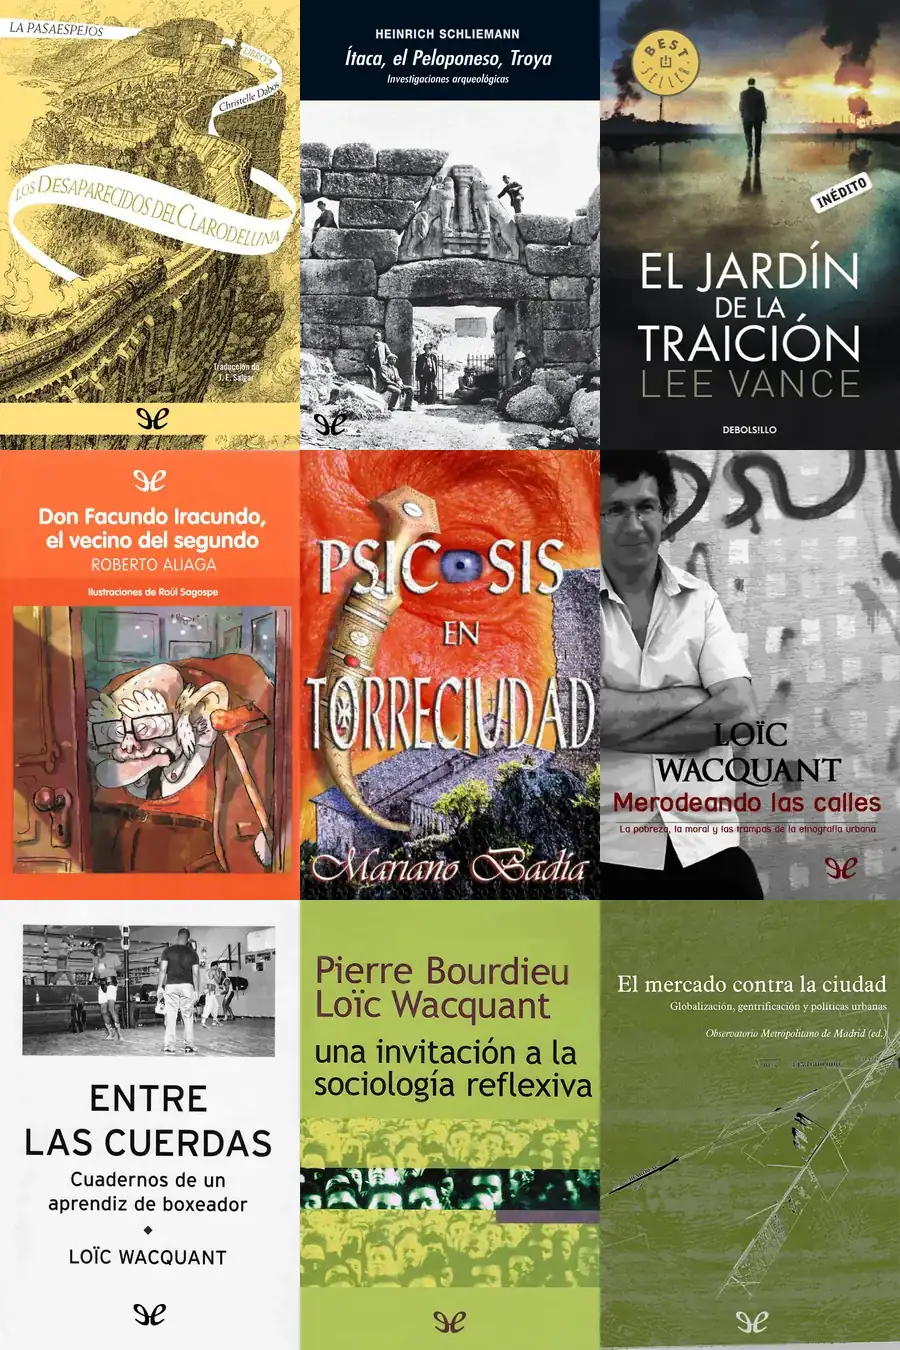 LA PASAESPEJOS
LIBRO 2
Christelle Dabos
LOS DESAPARECIDOS DEL CLARODELUNA
Traducción de
J. E. Salgar
HEINRICH SCHLIEMANN
Ítaca, el Peloponeso, Troya
Investigaciones arqueológicas
BEST
SELLER
INÉDITO
EL JARDÍN
DE LA
TRAICIÓN
LEE VANCE
DEBOLS!LLO
Don Facundo Iracundo,
el vecino del segundo
ROBERTO ALIAGA
Ilustraciones de Raúl Sagospe
PSICOSIS
EN
TORRECIUDAD
Mariano Badía
LOÏC
WACQUANT
Merodeando las calles
La pobreza, la moral y las trampas de la etnografía urbana
ENTRE
LAS CUERDAS
Cuadernos de un
aprendiz de boxeador
LOÏC WACQUANT
Pierre Bourdieu
Loïc Wacquant
una invitación a la
sociología reflexiva
El mercado contra la ciudad
Globalización, gentrificación y políticas urbanas
Observatorio Metropolitano de Madrid (ed.)